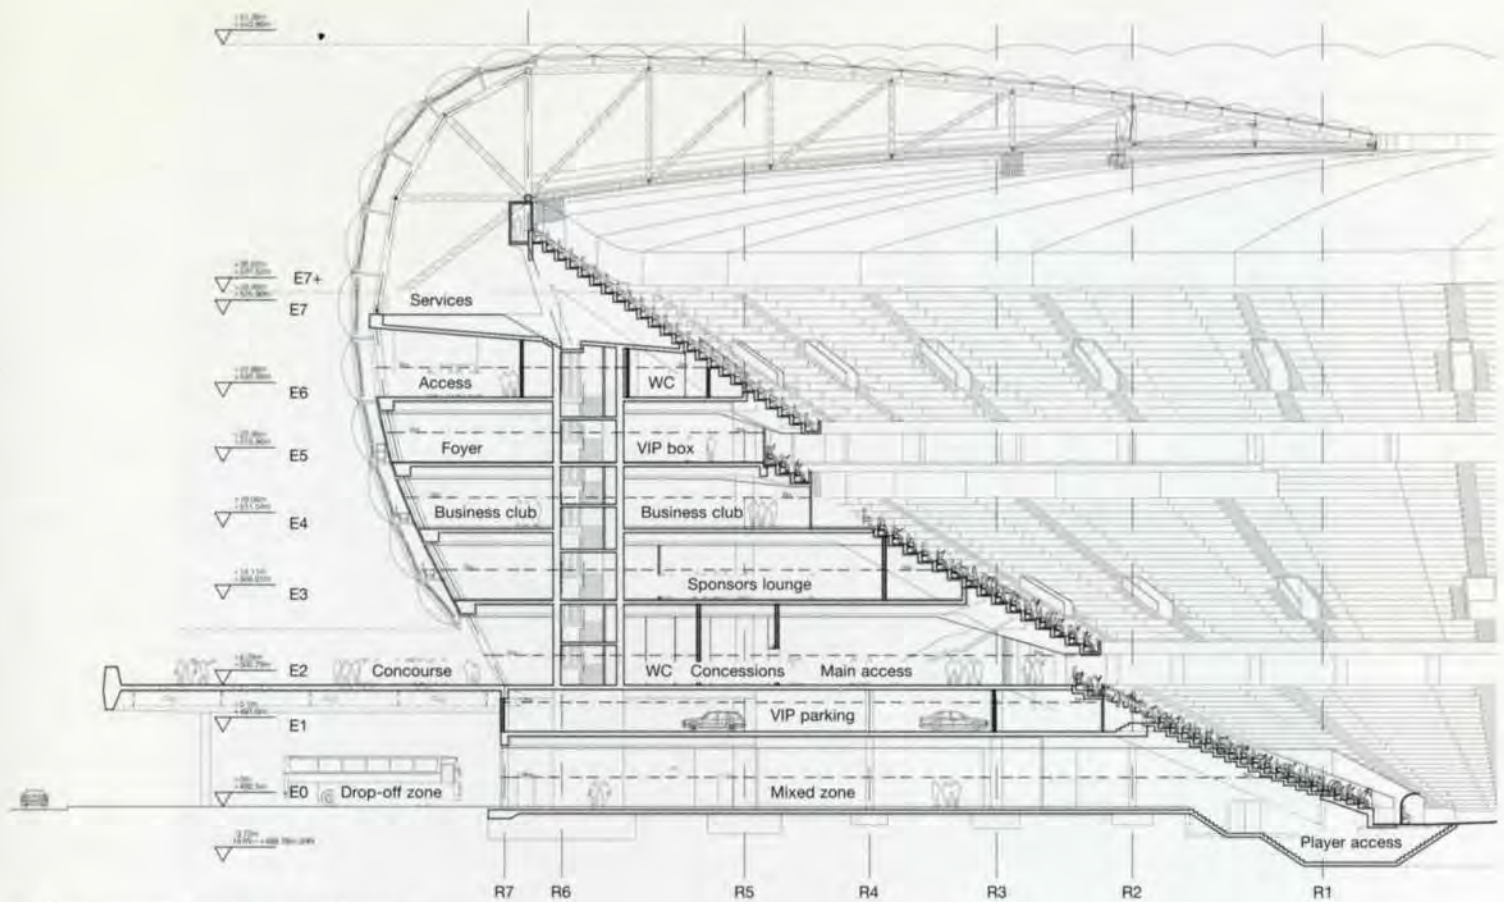 E7+
E7
Services
Access
WC
E6
Foyer
VIP box
E5
Business club
Business club
E4
Sponsors lounge
E3
E2
Concourse
WC
Concessions
Main access
E1
VIP parking
E0
Drop-off zone
Mixed zone
Player access
R7
R6
R5
R4
R3
R2
R1